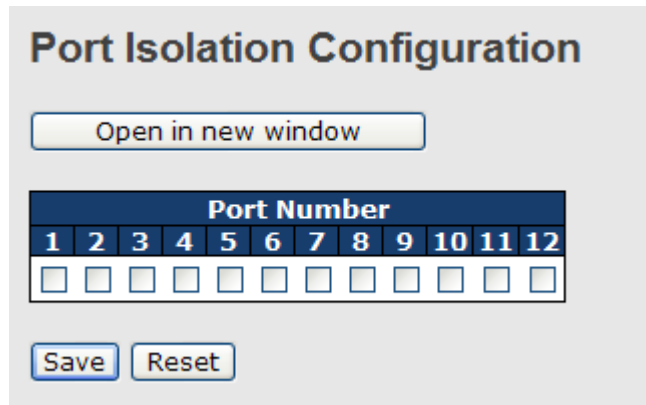 Port Isolation Configuration
Open in new window
Port Number
1 2 3 4 5 6 7 8 9 10 11 12
Save Reset